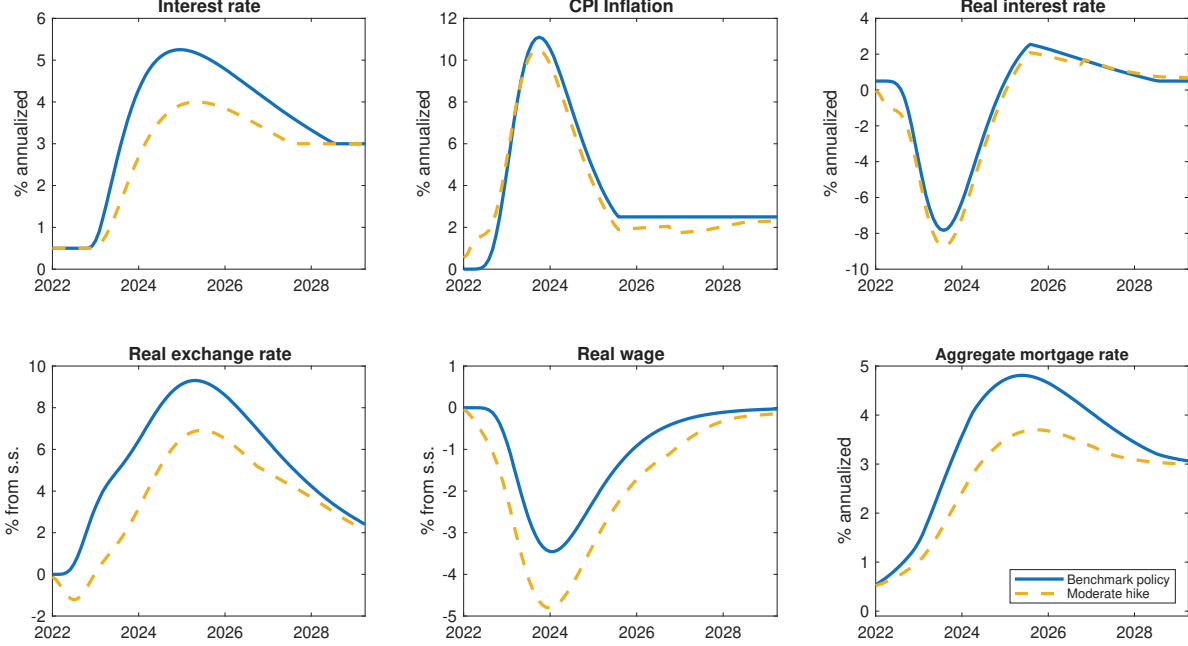 Interest rate
% annualized
6
5
4
3
2
1
0
2022 2024 2026 2028
CPI Inflation
% annualized
12
10
8
6
4
2
0
2022 2024 2026 2028
Real interest rate
% annualized
4
2
0
-2
-4
-6
-8
-10
2022 2024 2026 2028
Real exchange rate
% from s.s.
10
8
6
4
2
0
-2
2022 2024 2026 2028
Real wage
% from s.s.
1
0
-1
-2
-3
-4
-5
2022 2024 2026 2028
Aggregate mortgage rate
% annualized
5
4
3
2
1
0
2022 2024 2026 2028
Benchmark policy
Moderate hike